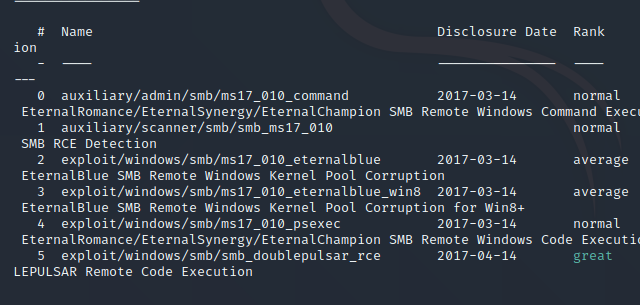 # Name Disclosure Date Rank
ion
- ---- --------------- ----
---
0 auxiliary/admin/smb/ms17_010_command 2017-03-14 normal
EternalRomance/EternalSynergy/EternalChampion SMB Remote Windows Command Execu
1 auxiliary/scanner/smb/smb_ms17_010 normal
SMB RCE Detection
2 exploit/windows/smb/ms17_010_eternalblue 2017-03-14 average
EternalBlue SMB Remote Windows Kernel Pool Corruption
3 exploit/windows/smb/ms17_010_eternalblue_win8 2017-03-14 average
EternalBlue SMB Remote Windows Kernel Pool Corruption for Win8+
4 exploit/windows/smb/ms17_010_psexec 2017-03-14 normal
EternalRomance/EternalSynergy/EternalChampion SMB Remote Windows Code Executio
5 exploit/windows/smb/smb_doublepulsar_rce 2017-04-14 great
LEPULSAR Remote Code Execution